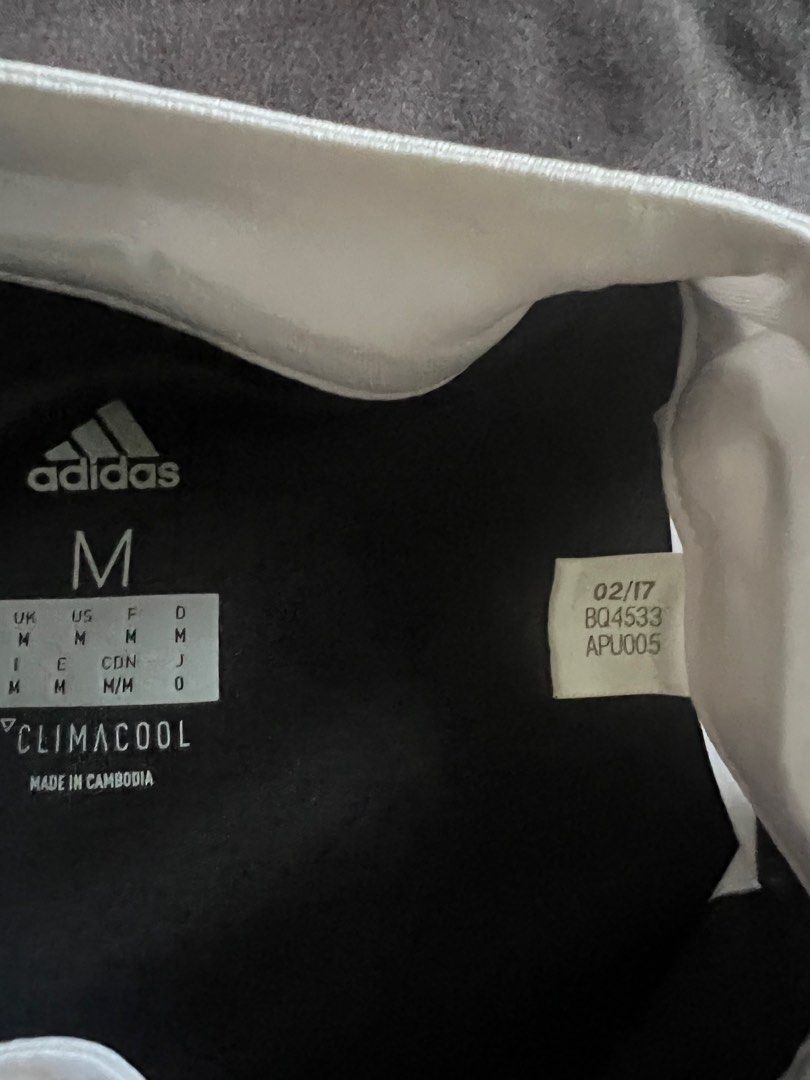 adidas
M
UK US F D
M M M M
I E CDN J
M M M/M O
CLIMACOOL
MADE IN CAMBODIA
02/17
BQ4533
APU005